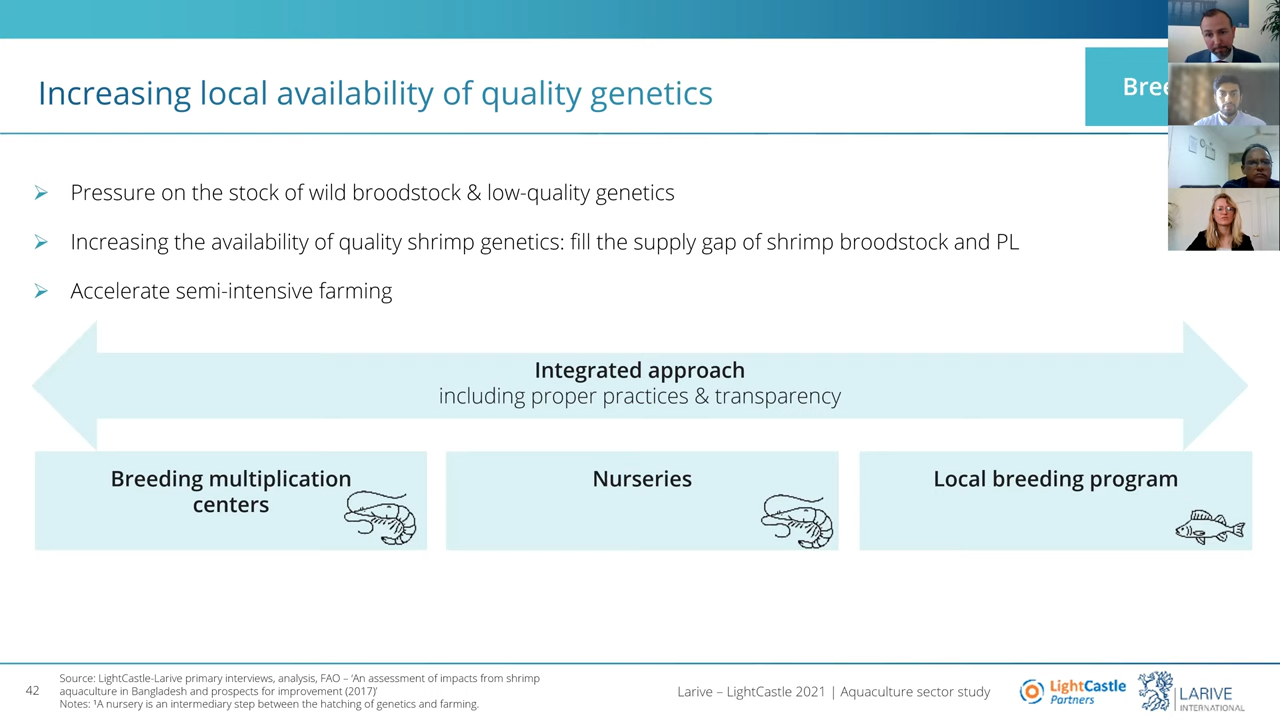 Increasing local availability of quality genetics
Pressure on the stock of wild broodstock & low-quality genetics
Increasing the availability of quality shrimp genetics: fill the supply gap of shrimp broodstock and PL
Accelerate semi-intensive farming
Integrated approach
including proper practices & transparency
Breeding multiplication
centers
Nurseries
Local breeding program
42
Source: LightCastle-Larive primary interviews, analysis, FAO – ‘An assessment of impacts from shrimp
aquaculture in Bangladesh and prospects for improvement (2017)’
Notes: ¹A nursery is an intermediary step between the hatching of genetics and farming.
Larive – LightCastle 2021 | Aquaculture sector study
LightCastle
Partners
LARIVE
INTERNATIONAL